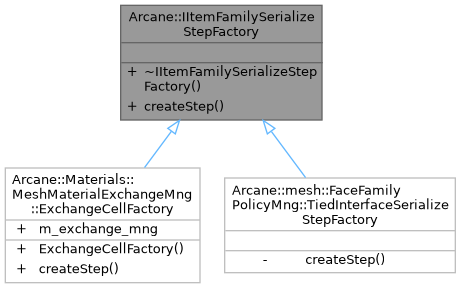 Arcane::IItemFamilySerialize
StepFactory
+ ~IItemFamilySerializeStep
Factory()
+ createStep()
Arcane::Materials::
MeshMaterialExchangeMng
::ExchangeCellFactory
+ m_exchange_mng
+ ExchangeCellFactory()
+ createStep()
Arcane::mesh::FaceFamily
PolicyMng::TiedInterfaceSerialize
StepFactory
- createStep()